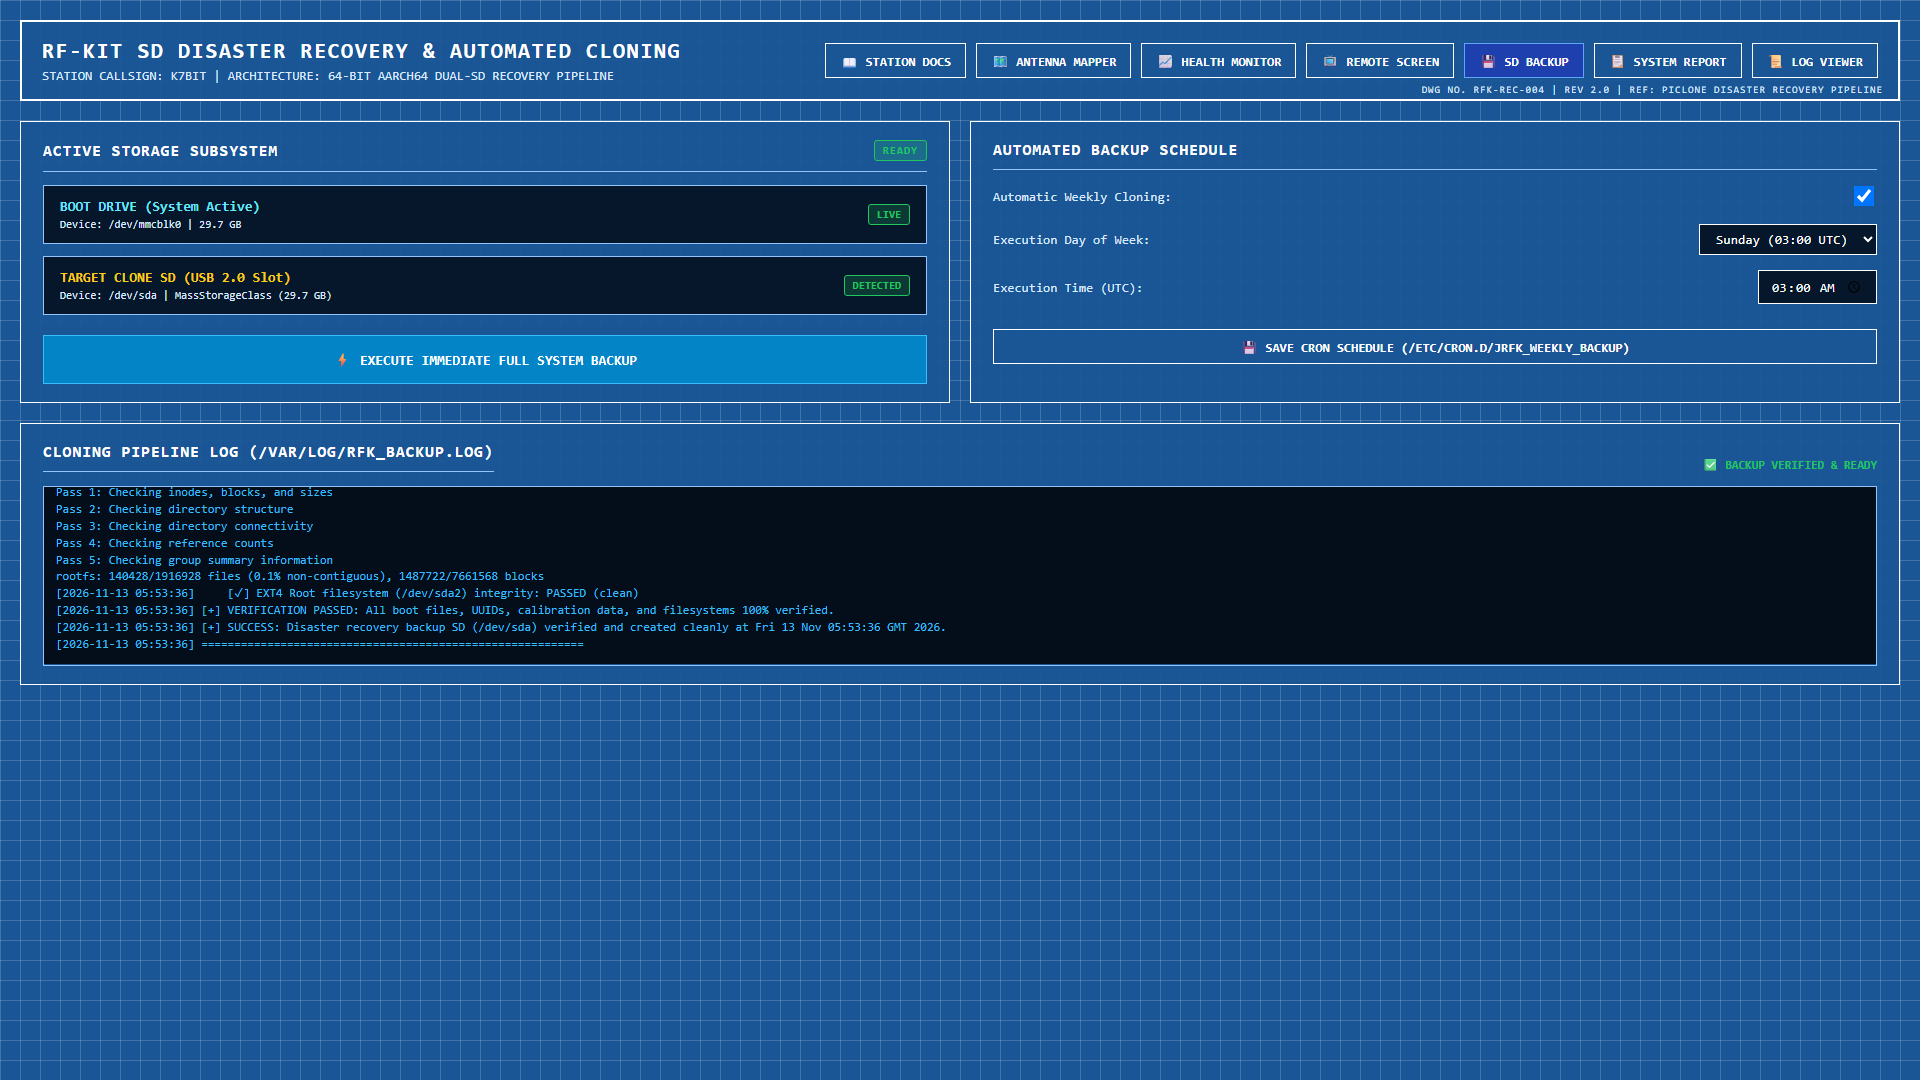 RF-KIT SD DISASTER RECOVERY & AUTOMATED CLONING
STATION CALLSIGN: K7BIT | ARCHITECTURE: 64-BIT AARCH64 DUAL-SD RECOVERY PIPELINE
STATION DOCS
ANTENNA MAPPER
HEALTH MONITOR
REMOTE SCREEN
SD BACKUP
SYSTEM REPORT
LOG VIEWER
DWG NO. RFK-REC-004 | REV 2.0 | REF: PICLONE DISASTER RECOVERY PIPELINE
ACTIVE STORAGE SUBSYSTEM
READY
BOOT DRIVE (System Active)
Device: /dev/mmcblk0 | 29.7 GB
LIVE
TARGET CLONE SD (USB 2.0 Slot)
Device: /dev/sda | MassStorageClass (29.7 GB)
DETECTED
EXECUTE IMMEDIATE FULL SYSTEM BACKUP
AUTOMATED BACKUP SCHEDULE
Automatic Weekly Cloning:
Execution Day of Week:
Sunday (03:00 UTC)
Execution Time (UTC):
03:00 AM
SAVE CRON SCHEDULE (/ETC/CRON.D/JRFK_WEEKLY_BACKUP)
CLONING PIPELINE LOG (/VAR/LOG/RFK_BACKUP.LOG)
BACKUP VERIFIED & READY
Pass 1: Checking inodes, blocks, and sizes
Pass 2: Checking directory structure
Pass 3: Checking directory connectivity
Pass 4: Checking reference counts
Pass 5: Checking group summary information
rootfs: 140428/1916928 files (0.1% non-contiguous), 1487722/7661568 blocks
[2026-11-13 05:53:36]     [✓] EXT4 Root filesystem (/dev/sda2) integrity: PASSED (clean)
[2026-11-13 05:53:36] [+] VERIFICATION PASSED: All boot files, UUIDs, calibration data, and filesystems 100% verified.
[2026-11-13 05:53:36] [+] SUCCESS: Disaster recovery backup SD (/dev/sda) verified and created cleanly at Fri 13 Nov 05:53:36 GMT 2026.
[2026-11-13 05:53:36] ==========================================================